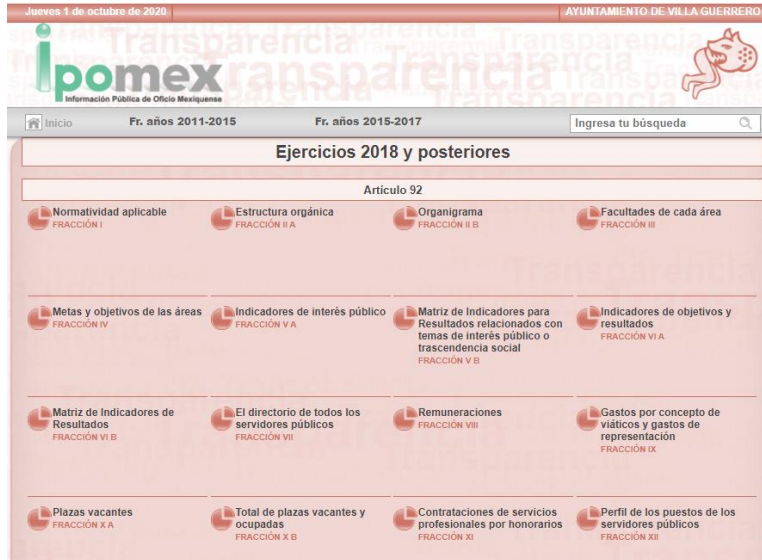 Jueves 1 de octubre de 2020
AYUNTAMIENTO DE VILLA GUERRERO
Transparencia
ipomex
Información Pública de Oficio Mexiquense
Inicio
Fr. años 2011-2015
Fr. años 2015-2017
Ingresa tu búsqueda
Ejercicios 2018 y posteriores
Artículo 92
Normatividad aplicable
FRACCIÓN I
Estructura orgánica
FRACCIÓN II A
Organigrama
FRACCIÓN II B
Facultades de cada área
FRACCIÓN III
Metas y objetivos de las áreas
FRACCIÓN IV
Indicadores de interés público
FRACCIÓN V A
Matriz de Indicadores para
Resultados relacionados con
temas de interés público o
trascendencia social
FRACCIÓN V B
Indicadores de objetivos y
resultados
FRACCIÓN VI A
Matriz de Indicadores de
Resultados
FRACCIÓN VI B
El directorio de todos los
servidores públicos
FRACCIÓN VII
Remuneraciones
FRACCIÓN VIII
Gastos por concepto de
viáticos y gastos de
representación
FRACCIÓN IX
Plazas vacantes
FRACCIÓN X A
Total de plazas vacantes y
ocupadas
FRACCIÓN X B
Contrataciones de servicios
profesionales por honorarios
FRACCIÓN XI
Perfil de los puestos de los
servidores públicos
FRACCIÓN XII